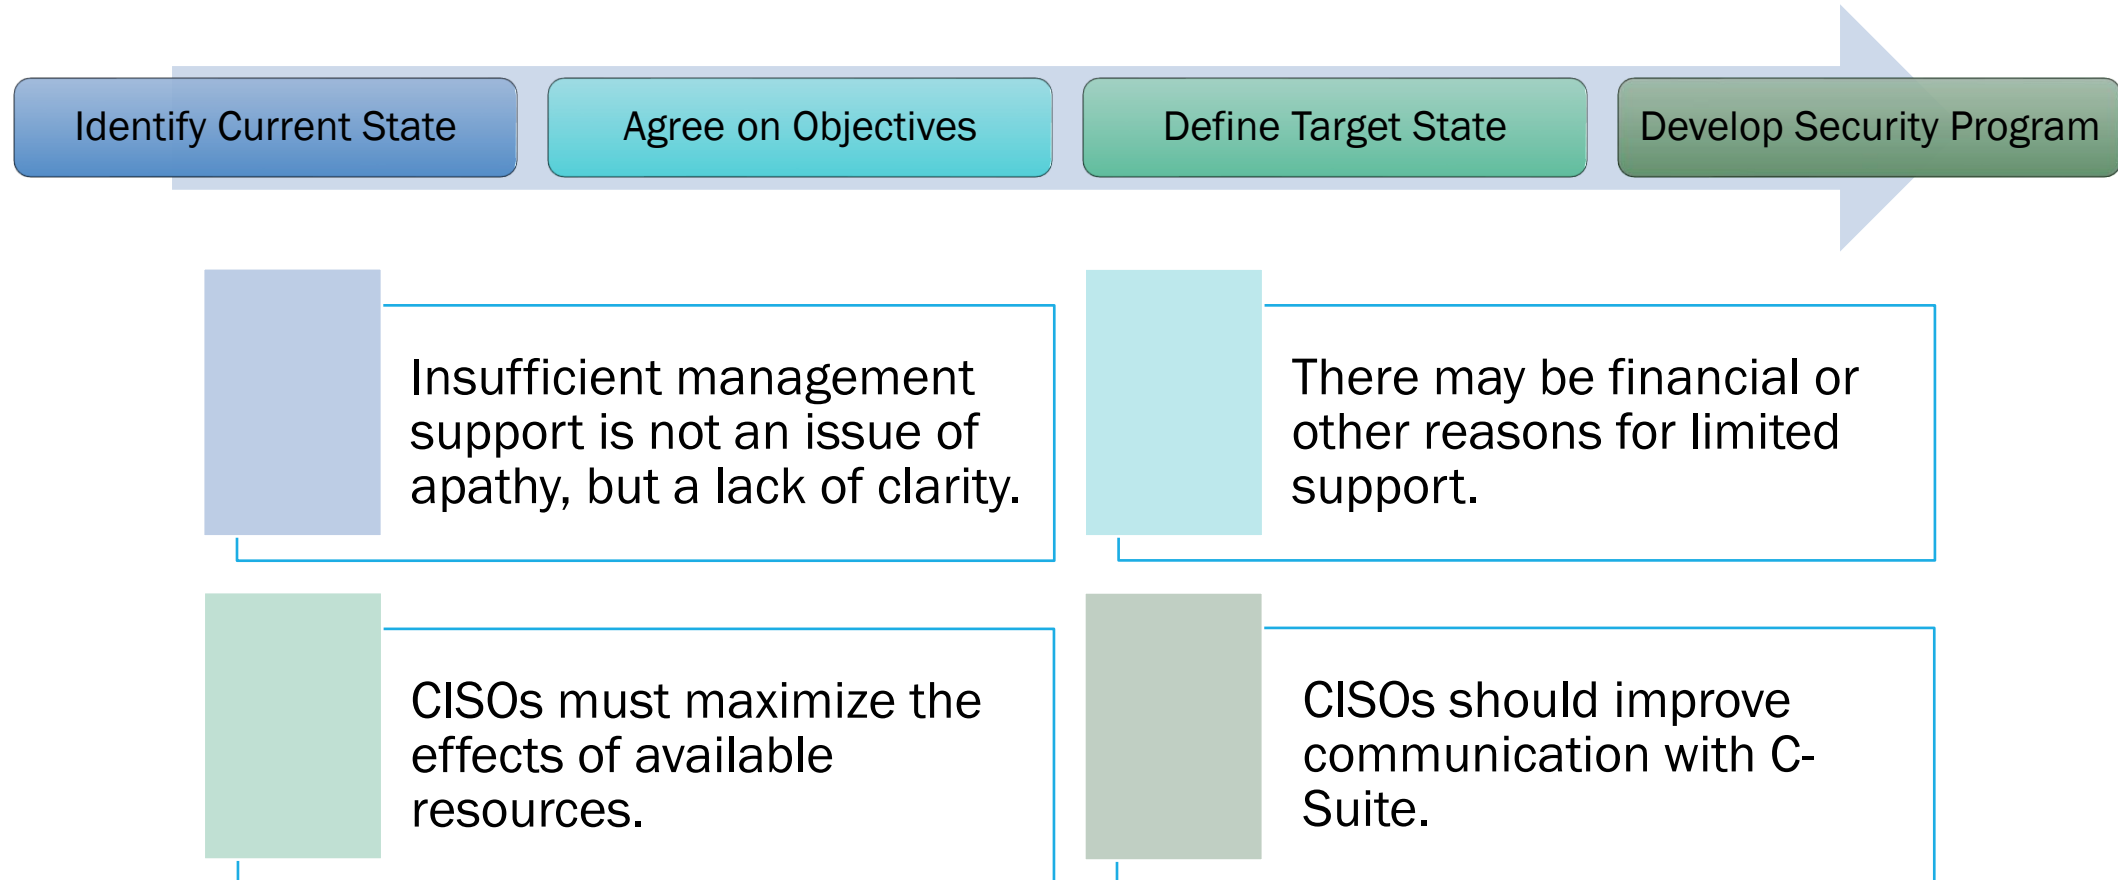 Identify Current State
Agree on Objectives
Define Target State
Develop Security Program
Insufficient management
support is not an issue of
apathy, but a lack of clarity.
There may be financial or
other reasons for limited
support.
CISOs must maximize the
effects of available
resources.
CISOs should improve
communication with C-
Suite.